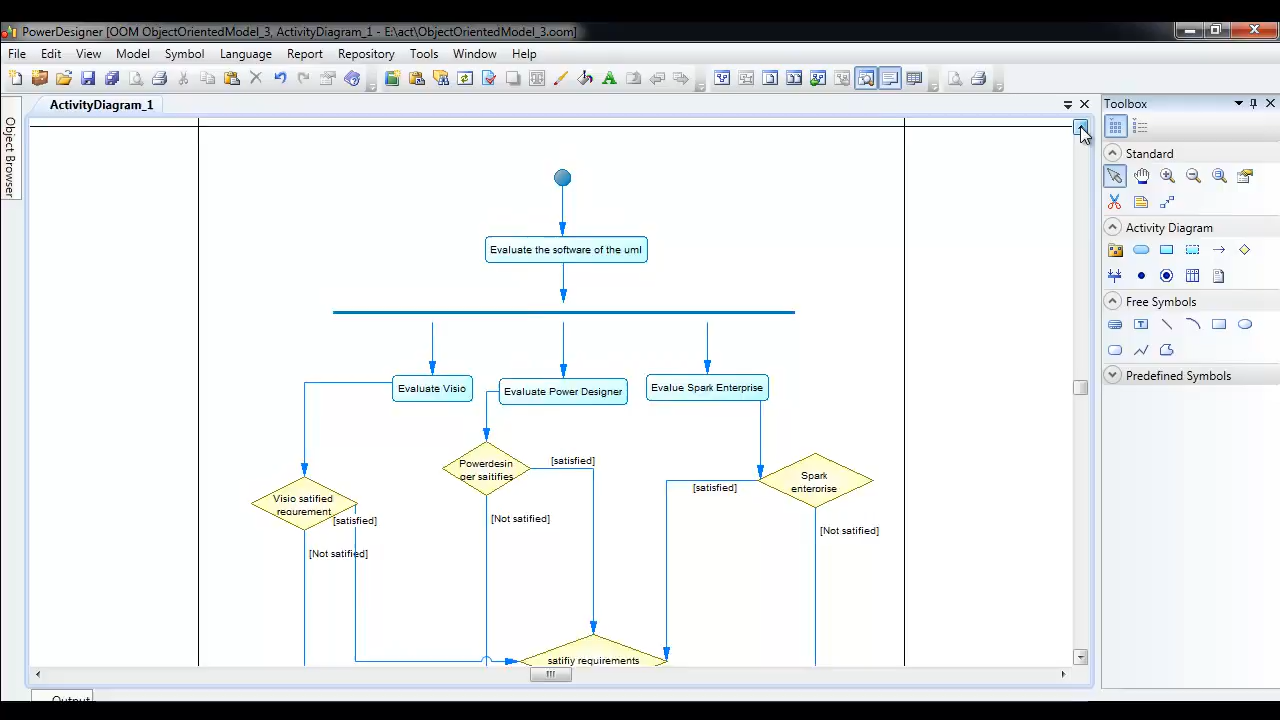 PowerDesigner [OOM ObjectOrientedModel_3, ActivityDiagram_1 - E:\act\ObjectOrientedModel_3.oom]
File Edit View Model Symbol Language Report Repository Tools Window Help
ActivityDiagram_1
Toolbox
Object Browser
Standard
Activity Diagram
Free Symbols
Predefined Symbols
Evaluate the software of the uml
Evaluate Visio
Evaluate Power Designer
Evalue Spark Enterprise
Powerdesin
ger saitifies
[satisfied]
Spark
enterprise
[satisfied]
Visio satified
requrement
[satisfied]
[Not satisfied]
[Not satified]
[Not satified]
satifiy requirements
Output